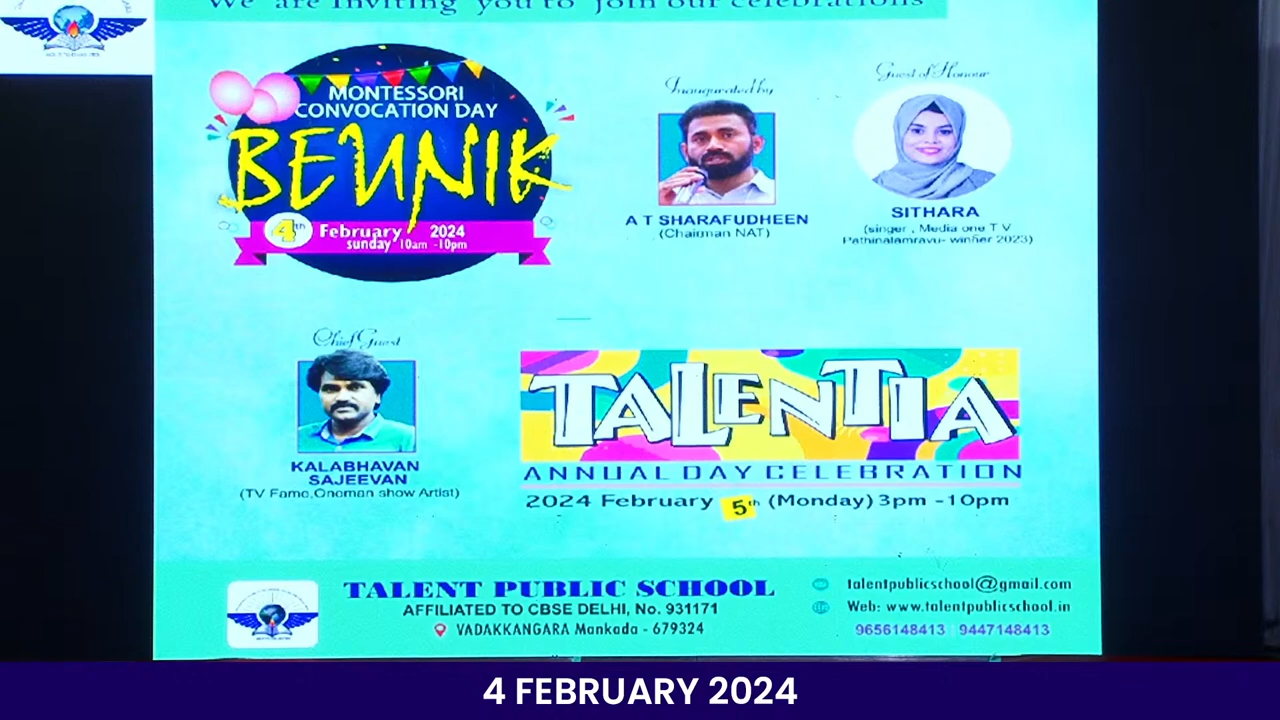 We are Inviting you to join our celebrations
MONTESSORI
CONVOCATION DAY
BEUNIK
4th February 2024
sunday 10am -10pm
Inaugurated by
A T SHARAFUDHEEN
(Chairman NAT)
Guest of Honour
SITHARA
(singer , Media one T V
Pathinalamravu- winner 2023)
Chief Guest
KALABHAVAN
SAJEEVAN
(TV Fame,Oneman show Artist)
TALENTIA
ANNUAL DAY CELEBRATION
2024 February 5th (Monday) 3pm -10pm
TALENT PUBLIC SCHOOL
AFFILIATED TO CBSE DELHI, No. 931171
VADAKKANGARA Mankada - 679324
talentpublicschool@gmail.com
Web: www.talentpublicschool.in
9656148413 | 9447148413
4 FEBRUARY 2024